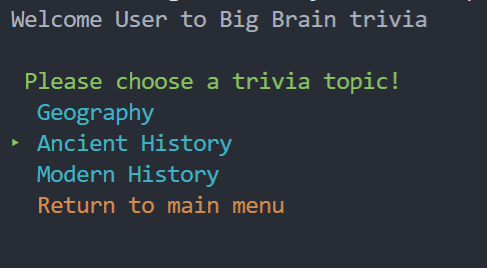 Welcome User to Big Brain trivia
Please choose a trivia topic!
Geography
‣ Ancient History
Modern History
Return to main menu